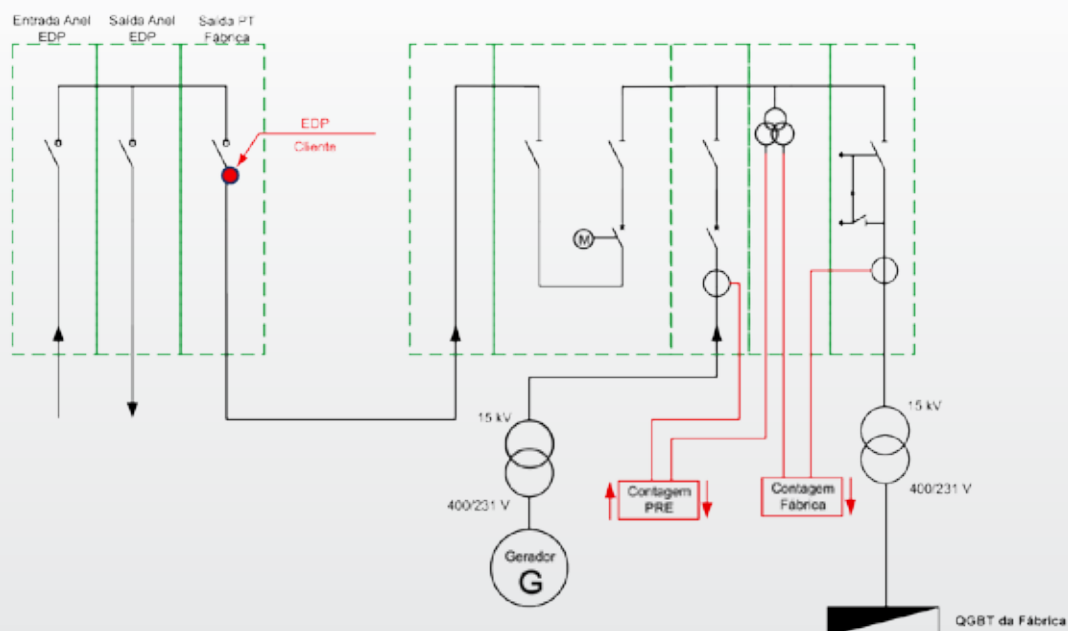 Entrada Anel
EDP
Saída Anel
EDP
Saída PT
Fábrica
EDP
Cliente
M
15 kV
400/231 V
Gerador
G
Contagem
PRE
Contagem
Fábrica
15 kV
400/231 V
QGBT da Fábrica